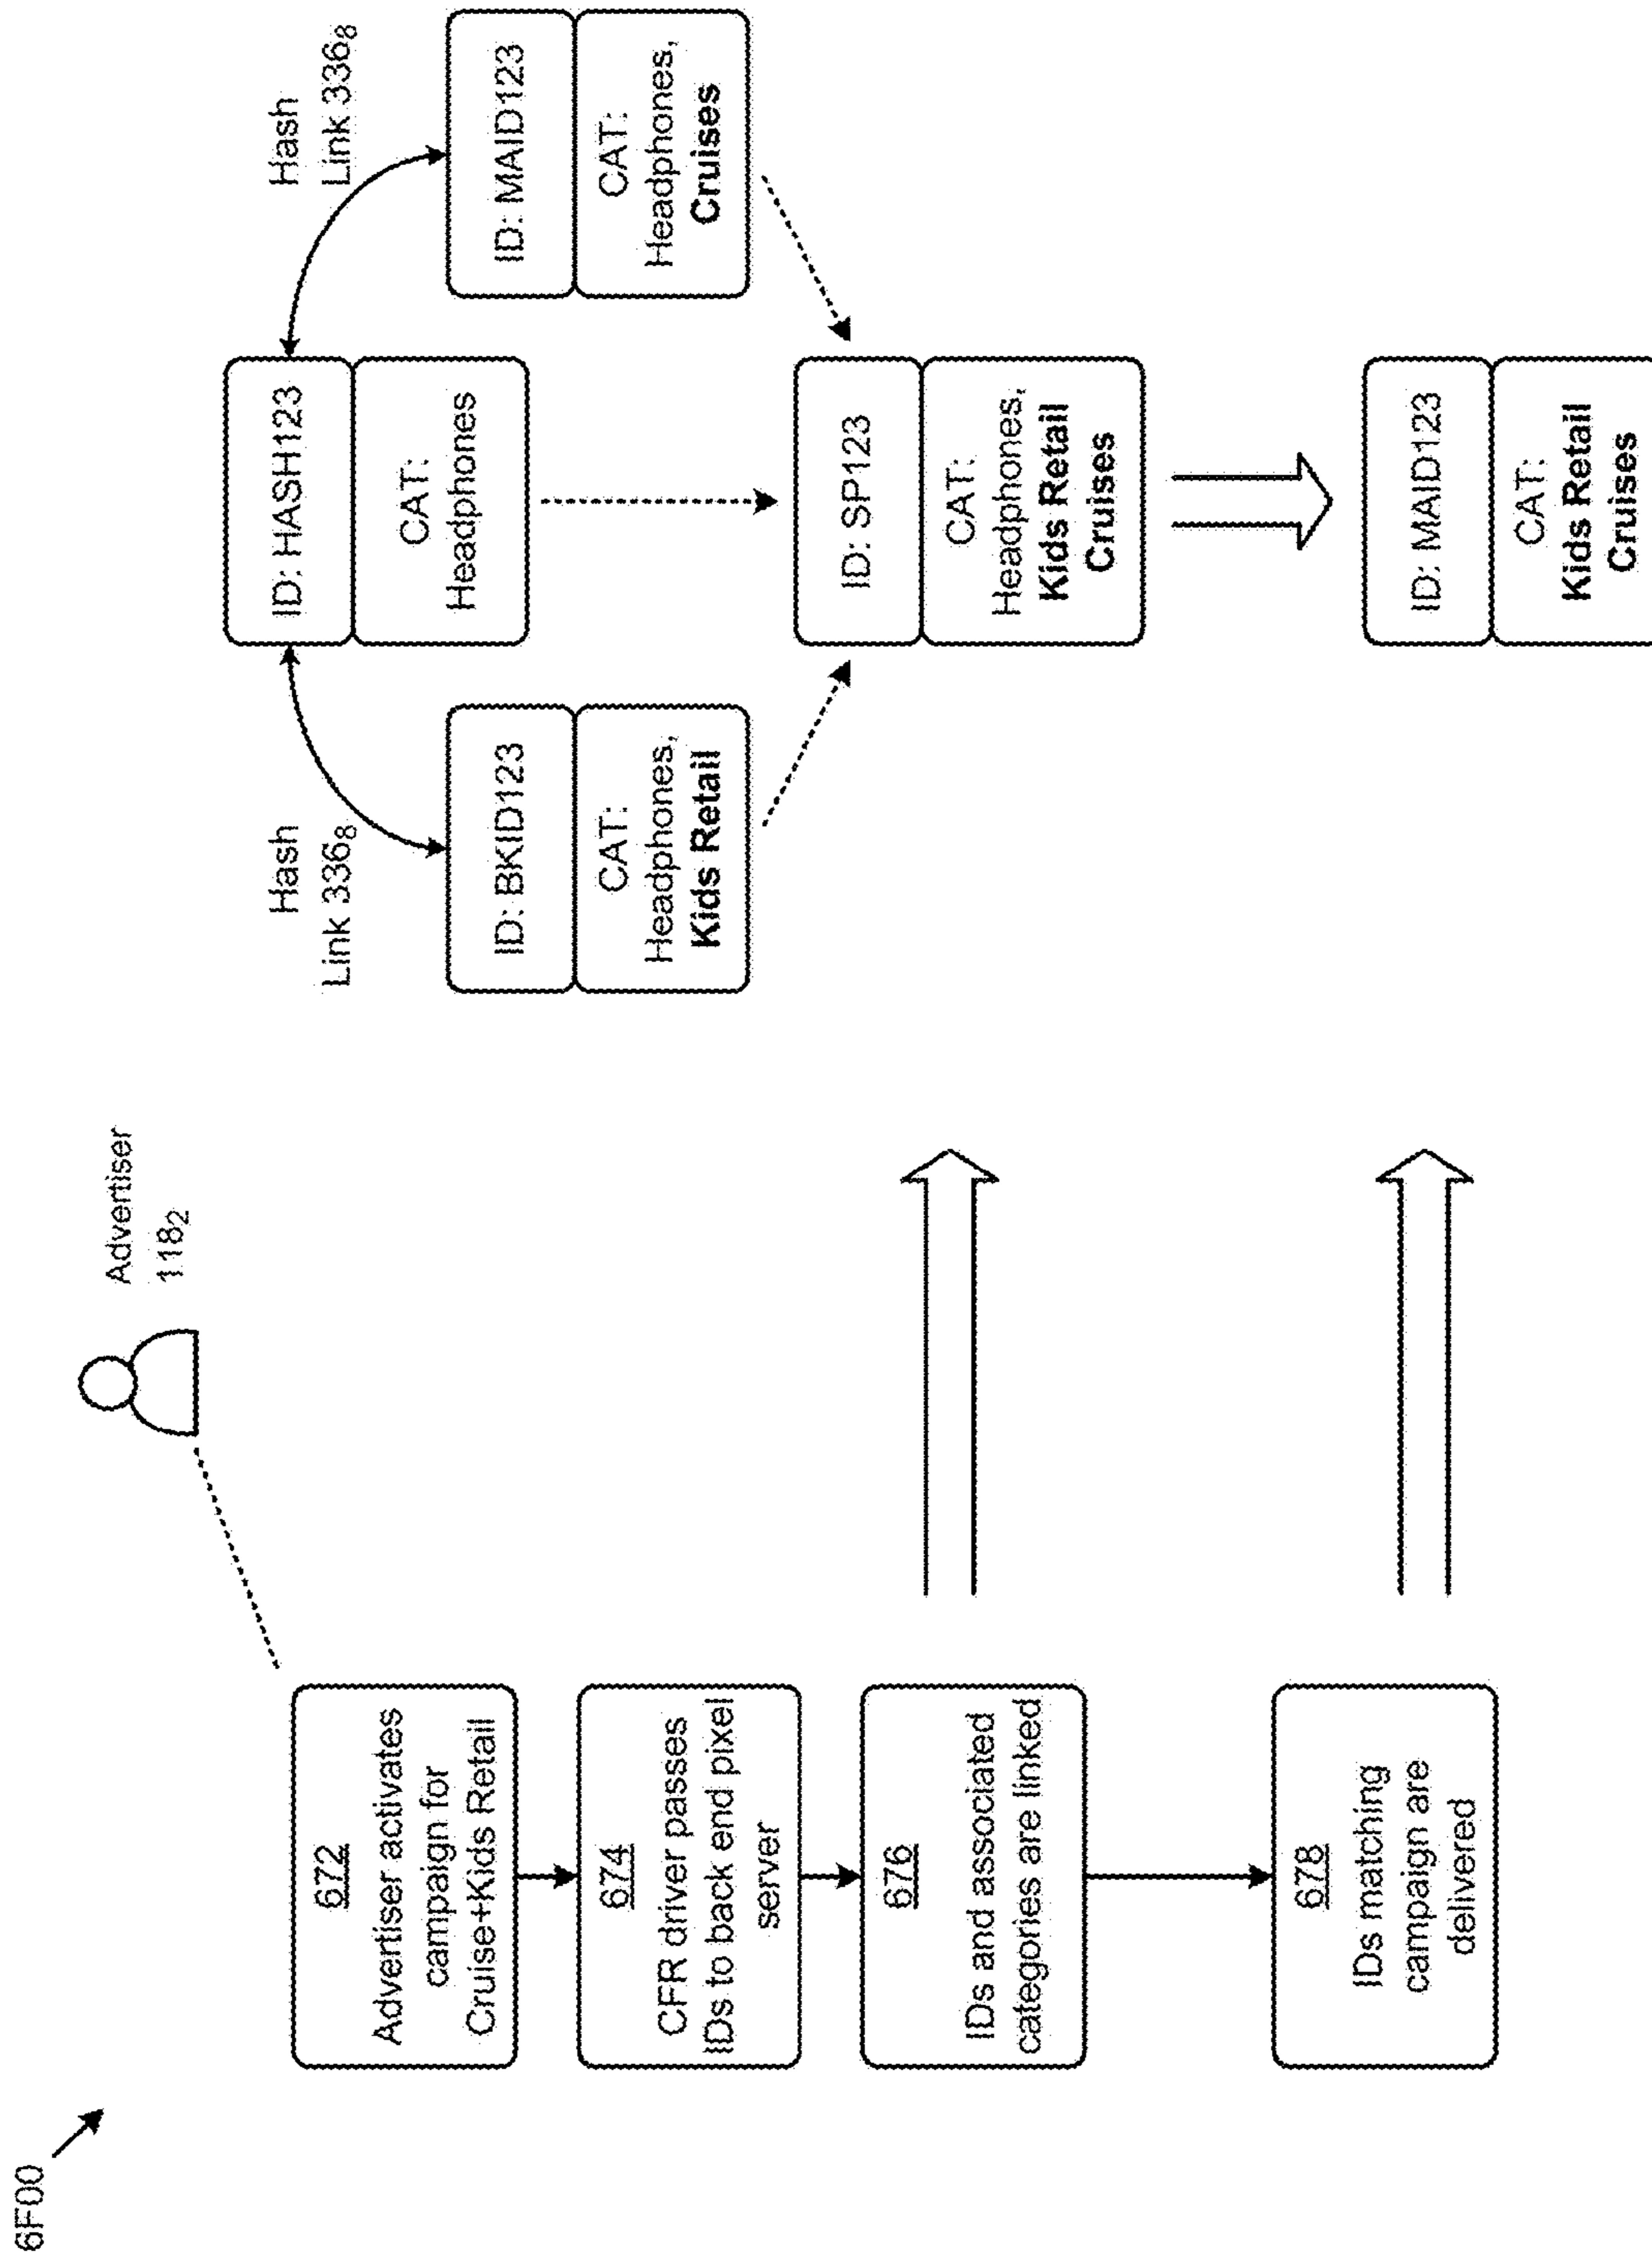 6F00
Advertiser
118₂
672
Advertiser activates
campaign for
Cruise+Kids Retail
674
CFR driver passes
IDs to back end pixel
server
676
IDs and associated
categories are linked
678
IDs matching
campaign are
delivered
Hash
Link 336₈
Hash
Link 336₈
ID: HASH123
CAT:
Headphones
ID: BKID123
CAT:
Headphones,
Kids Retail
ID: MAID123
CAT:
Headphones,
Cruises
ID: SP123
CAT:
Headphones,
Kids Retail
Cruises
ID: MAID123
CAT:
Kids Retail
Cruises